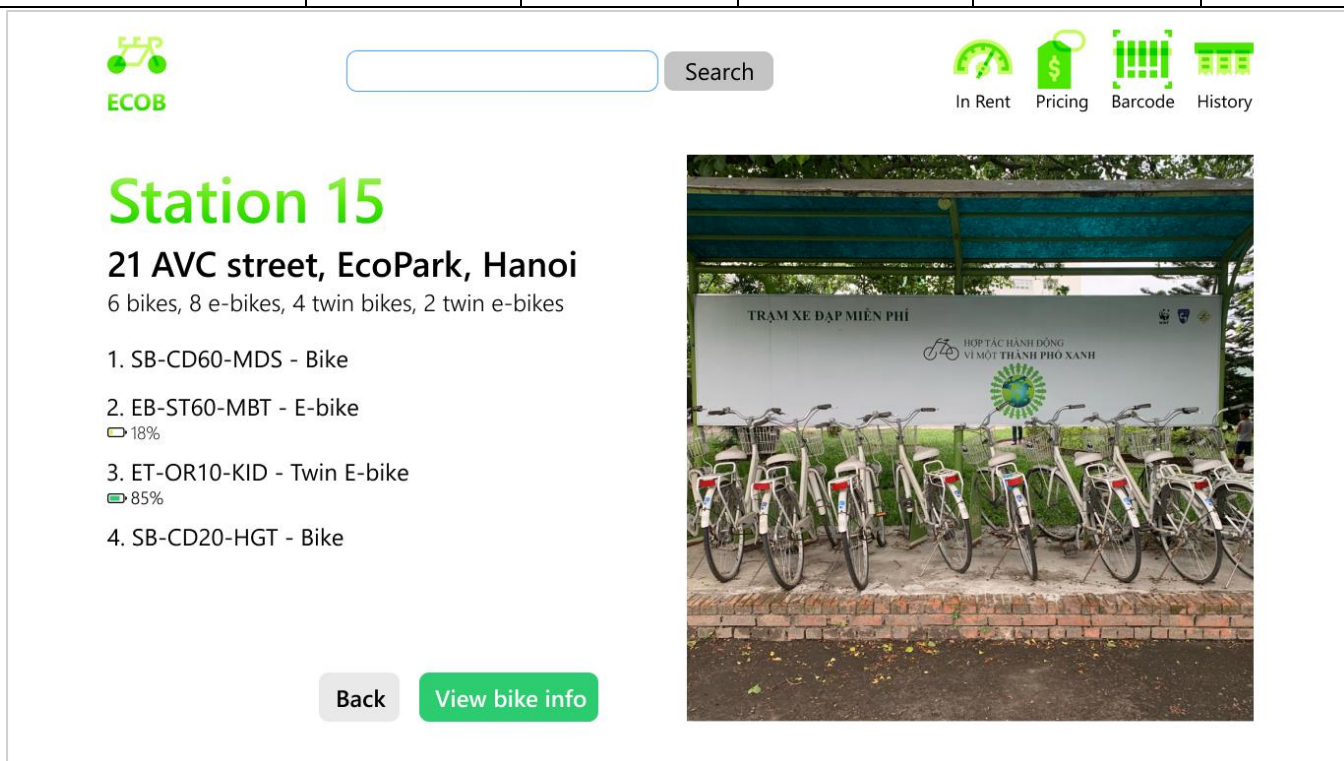 ECOB
Search
In Rent
Pricing
Barcode
History
Station 15
21 AVC street, EcoPark, Hanoi
6 bikes, 8 e-bikes, 4 twin bikes, 2 twin e-bikes
1. SB-CD60-MDS - Bike
2. EB-ST60-MBT - E-bike
18%
3. ET-OR10-KID - Twin E-bike
85%
4. SB-CD20-HGT - Bike
Back
View bike info
TRẠM XE ĐẠP MIỄN PHÍ
HỢP TÁC HÀNH ĐỘNG
VÌ MỘT THÀNH PHỐ XANH